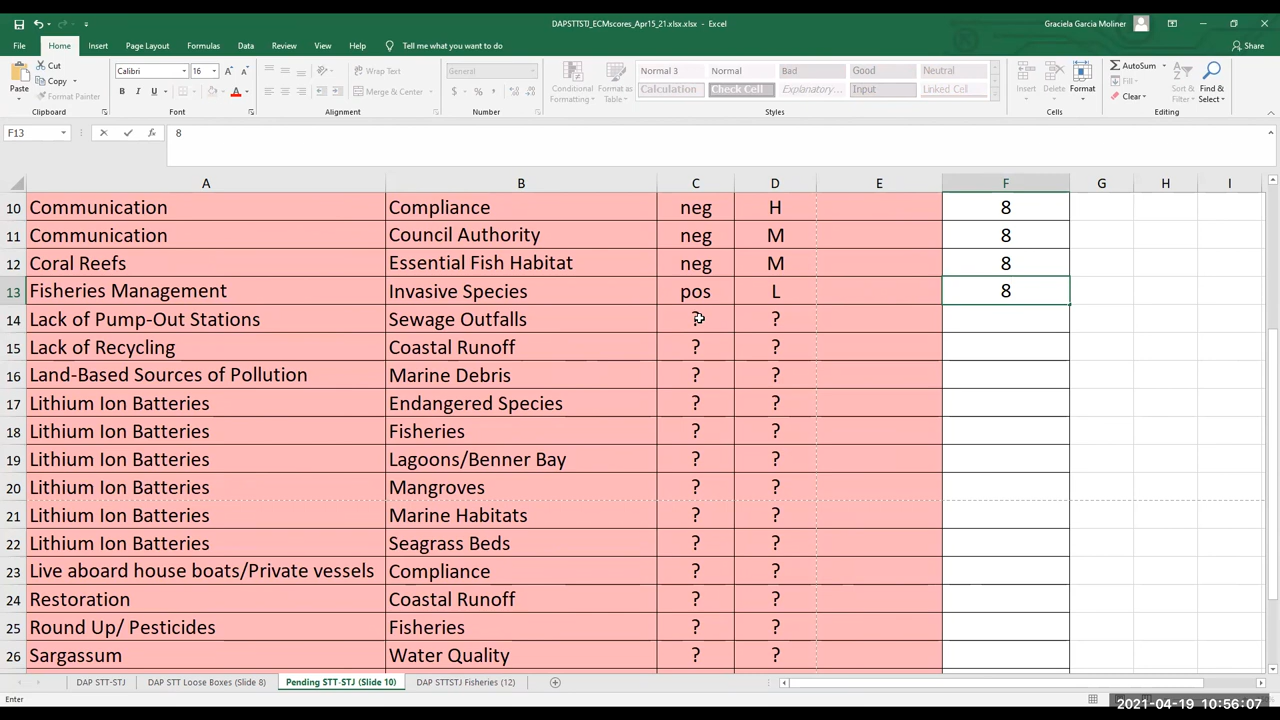 DAPSTTSTJ_ECMscores_Apr15_21.xlsx.xlsx - Excel
Graciela Garcia Moliner
File Home Insert Page Layout Formulas Data Review View Help Tell me what you want to do Share
Paste Cut Copy Format Painter Clipboard
Calibri 16 Font
Wrap Text Merge & Center Alignment
General Number
Conditional Formatting Format as Table Normal 3 Normal Bad Good Neutral
Calculation Check Cell Explanatory ... Input Linked Cell Styles
Insert Delete Format Cells
AutoSum Fill Clear Sort & Filter Find & Select Editing
F13 8
A B C D E F G H I
10 Communication Compliance neg H 8
11 Communication Council Authority neg M 8
12 Coral Reefs Essential Fish Habitat neg M 8
13 Fisheries Management Invasive Species pos L 8
14 Lack of Pump-Out Stations Sewage Outfalls ? ?
15 Lack of Recycling Coastal Runoff ? ?
16 Land-Based Sources of Pollution Marine Debris ? ?
17 Lithium Ion Batteries Endangered Species ? ?
18 Lithium Ion Batteries Fisheries ? ?
19 Lithium Ion Batteries Lagoons/Benner Bay ? ?
20 Lithium Ion Batteries Mangroves ? ?
21 Lithium Ion Batteries Marine Habitats ? ?
22 Lithium Ion Batteries Seagrass Beds ? ?
23 Live aboard house boats/Private vessels Compliance ? ?
24 Restoration Coastal Runoff ? ?
25 Round Up/ Pesticides Fisheries ? ?
26 Sargassum Water Quality ? ?
DAP STT-STJ DAP STT Loose Boxes (Slide 8) Pending STT-STJ (Slide 10) DAP STTSTJ Fisheries (12)
Enter
2021-04-19 10:56:07